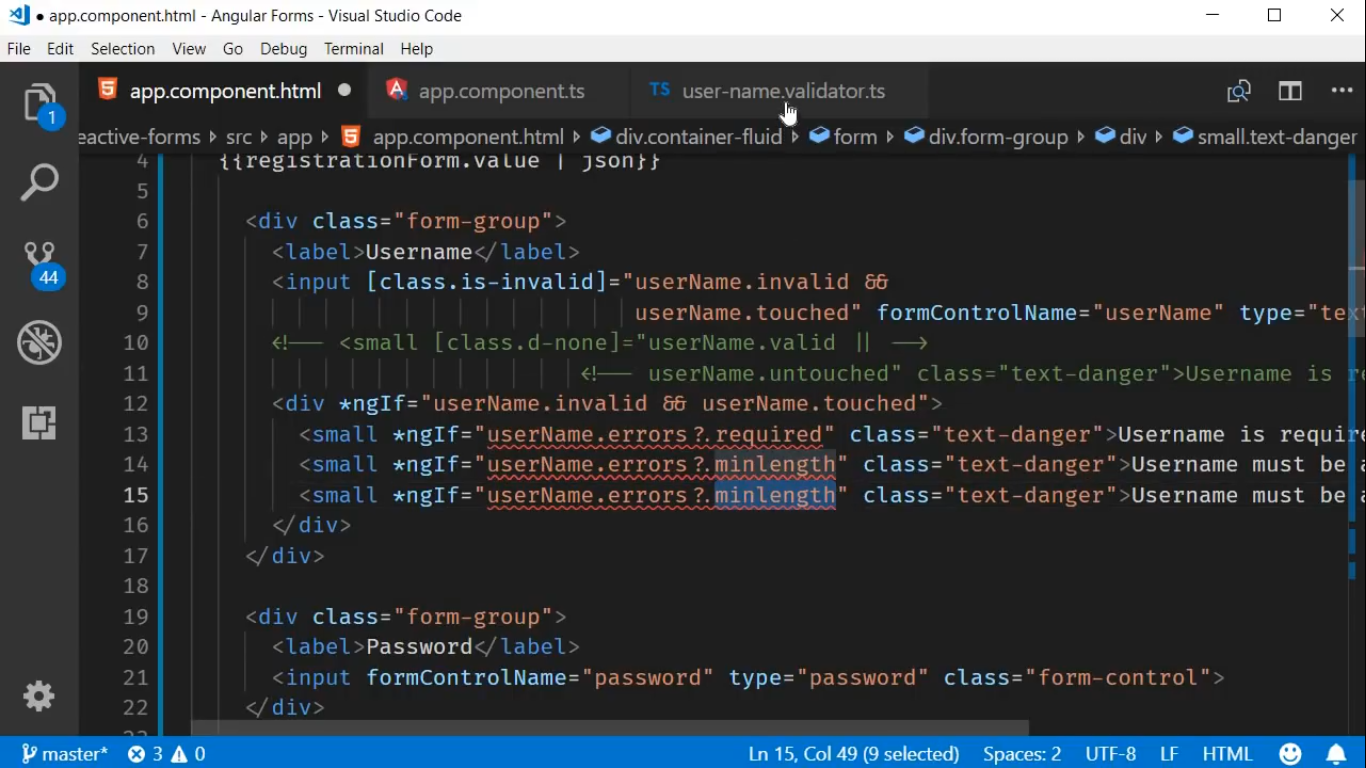 app.component.html - Angular Forms - Visual Studio Code
File Edit Selection View Go Debug Terminal Help
app.component.html app.component.ts TS user-name.validator.ts
1
eactive-forms src app app.component.html div.container-fluid form div.form-group div small.text-danger
4 {{registrationForm.value | json}}
5
6 <div class="form-group">
7 <label>Username</label>
8 <input [class.is-invalid]="userName.invalid &&
44
9 userName.touched" formControlName="userName" type="tex
10 <!-- <small [class.d-none]="userName.valid || -->
11 <!-- userName.untouched" class="text-danger">Username is re
12 <div *ngIf="userName.invalid && userName.touched">
13 <small *ngIf="userName.errors?.required" class="text-danger">Username is require
14 <small *ngIf="userName.errors?.minlength" class="text-danger">Username must be a
15 <small *ngIf="userName.errors?.minlength" class="text-danger">Username must be a
16 </div>
17 </div>
18
19 <div class="form-group">
20 <label>Password</label>
21 <input formControlName="password" type="password" class="form-control">
22 </div>
master* 3 0 Ln 15, Col 49 (9 selected) Spaces: 2 UTF-8 LF HTML